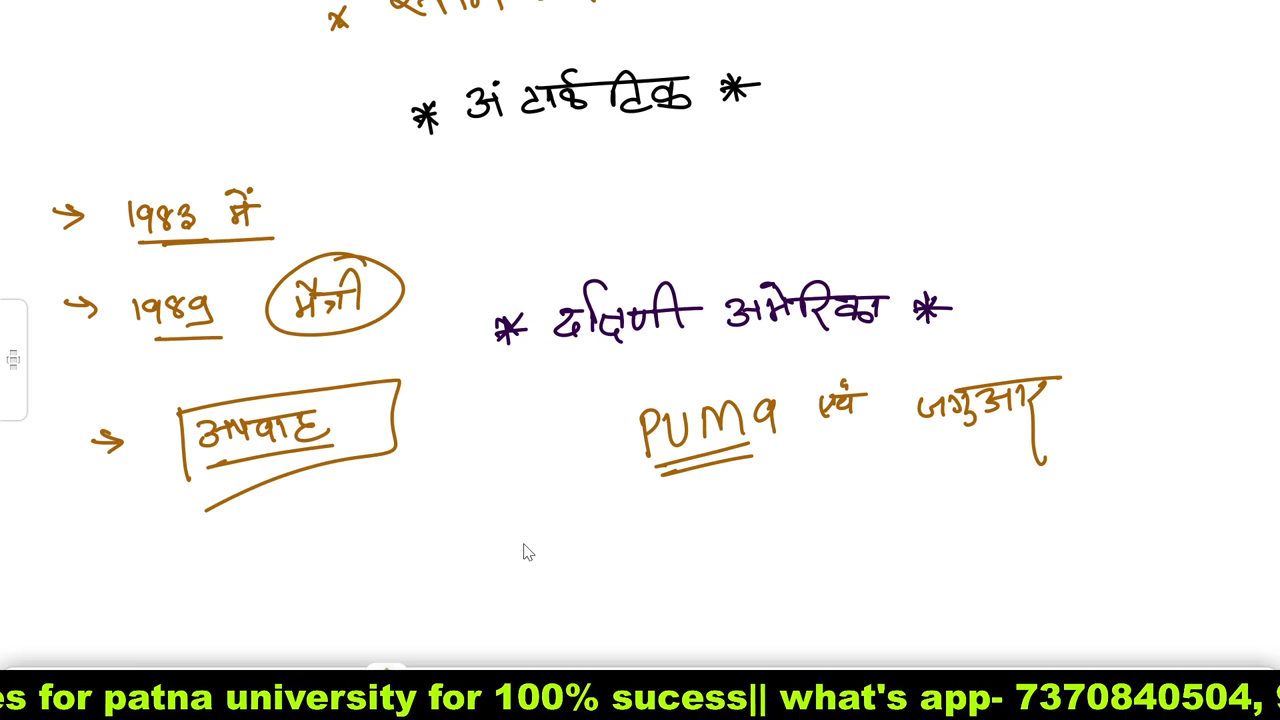 * अंटार्कटिक *
→ 1983 में
→ 1989 मैत्री
* दक्षिणी अमेरिका *
→ अपवाह
PUMA एवं जगुआर
es for patna university for 100% sucess|| what's app- 7370840504,